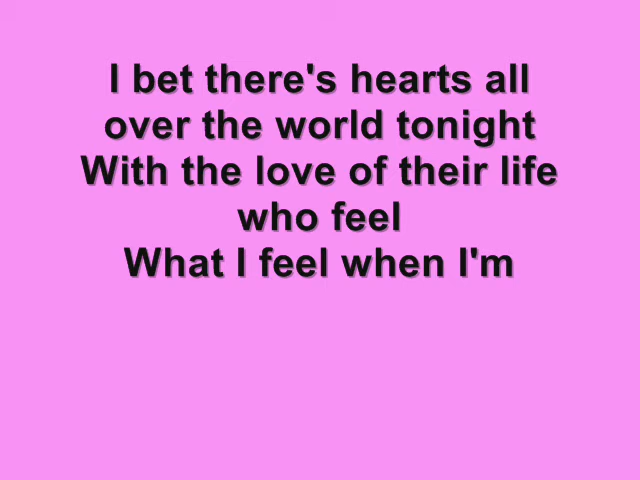 I bet there's hearts all
over the world tonight
With the love of their life
who feel
What I feel when I'm